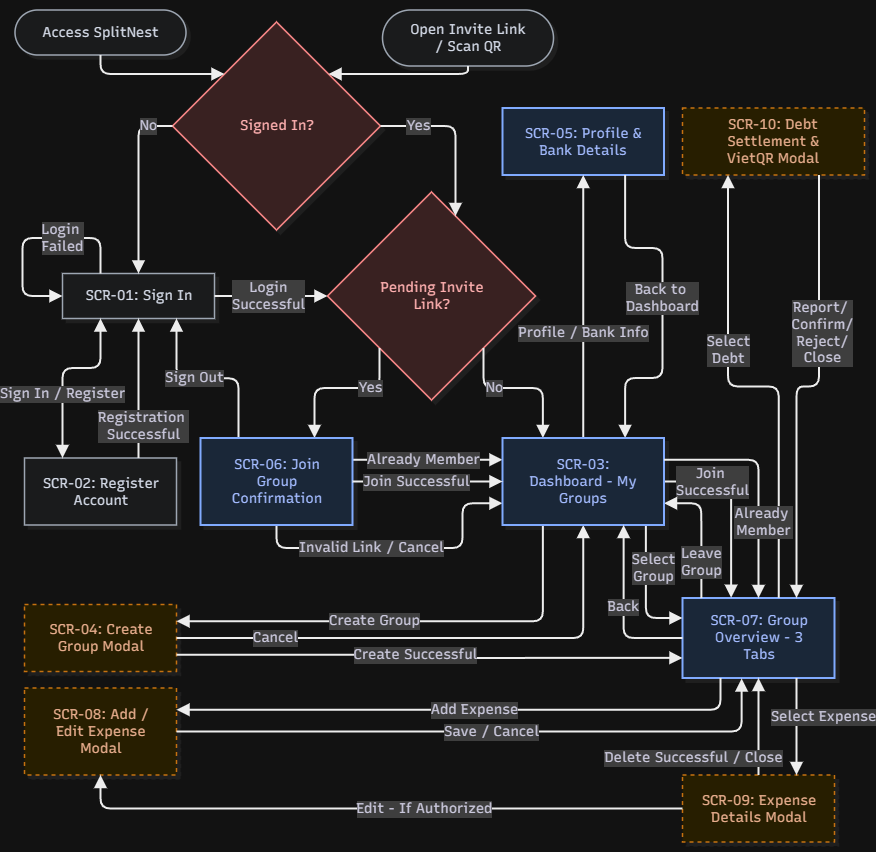 Access SplitNest
Open Invite Link
/ Scan QR
Signed In?
No
Yes
SCR-05: Profile &
Bank Details
SCR-10: Debt
Settlement &
VietQR Modal
Login
Failed
SCR-01: Sign In
Login
Successful
Pending Invite
Link?
Back to
Dashboard
Profile / Bank Info
Select
Debt
Report/
Confirm/
Reject/
Close
Sign In / Register
Sign Out
Yes
No
Registration
Successful
SCR-02: Register
Account
SCR-06: Join
Group
Confirmation
Already Member
Join Successful
Invalid Link / Cancel
SCR-03:
Dashboard - My
Groups
Join
Successful
Already
Member
Select
Group
Leave
Group
Back
SCR-07: Group
Overview - 3
Tabs
SCR-04: Create
Group Modal
Create Group
Cancel
Create Successful
SCR-08: Add /
Edit Expense
Modal
Add Expense
Save / Cancel
Select Expense
Delete Successful / Close
Edit - If Authorized
SCR-09: Expense
Details Modal